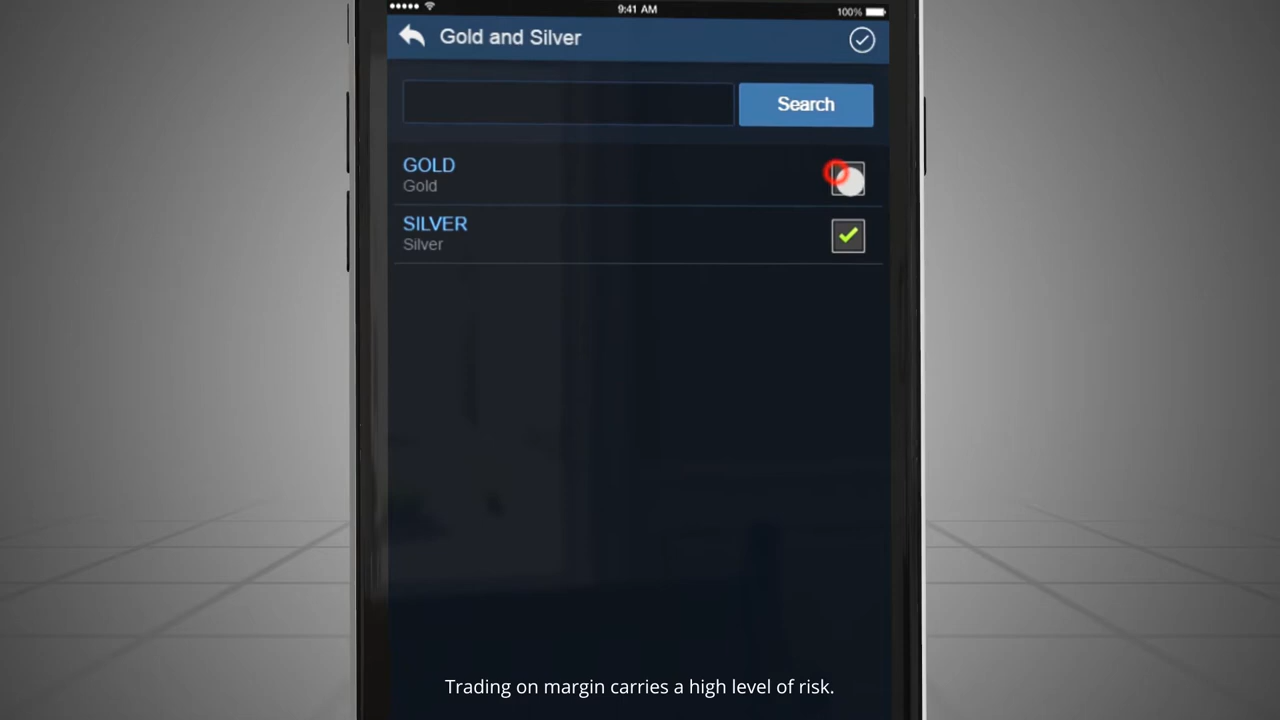 9:41 AM
100%
Gold and Silver
Search
GOLD
Gold
SILVER
Silver
Trading on margin carries a high level of risk.